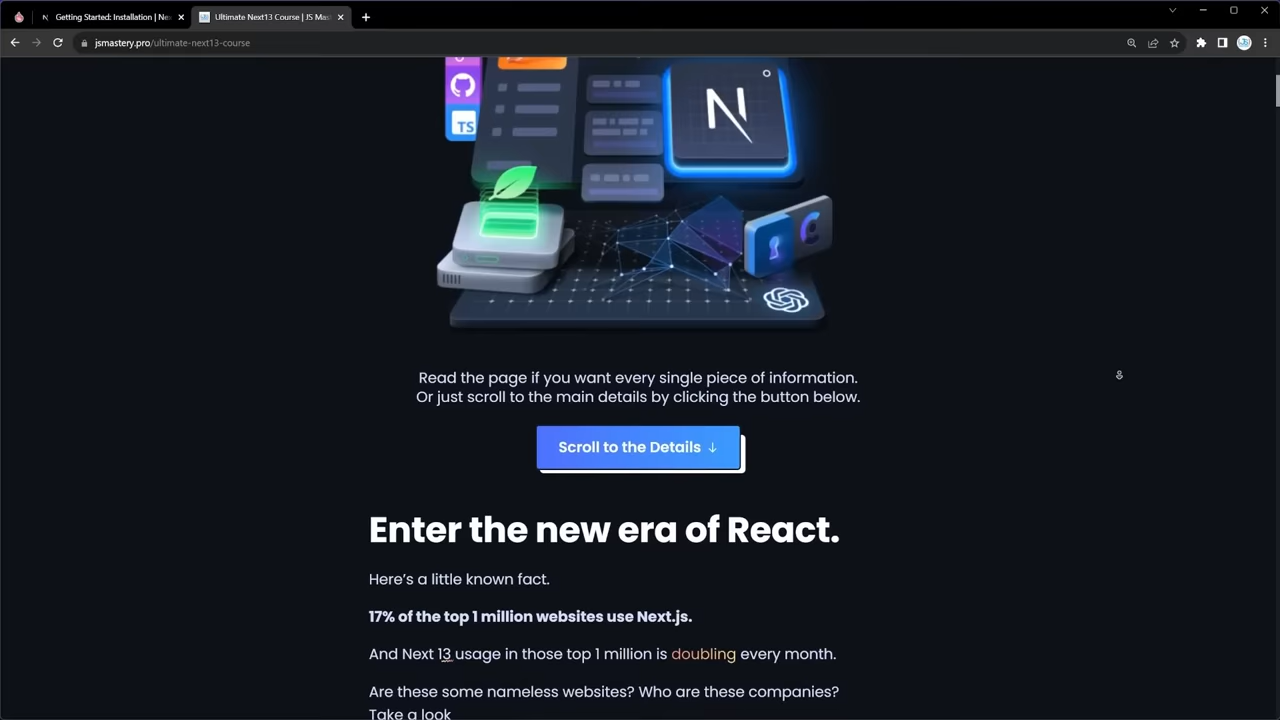 Getting Started: Installation | Nex
Ultimate Next13 Course | JS Mas
jsmastery.pro/ultimate-next13-course
TS
Read the page if you want every single piece of information.
Or just scroll to the main details by clicking the button below.
Scroll to the Details ↓
Enter the new era of React.
Here's a little known fact.
17% of the top 1 million websites use Next.js.
And Next 13 usage in those top 1 million is doubling every month.
Are these some nameless websites? Who are these companies?
Take a look